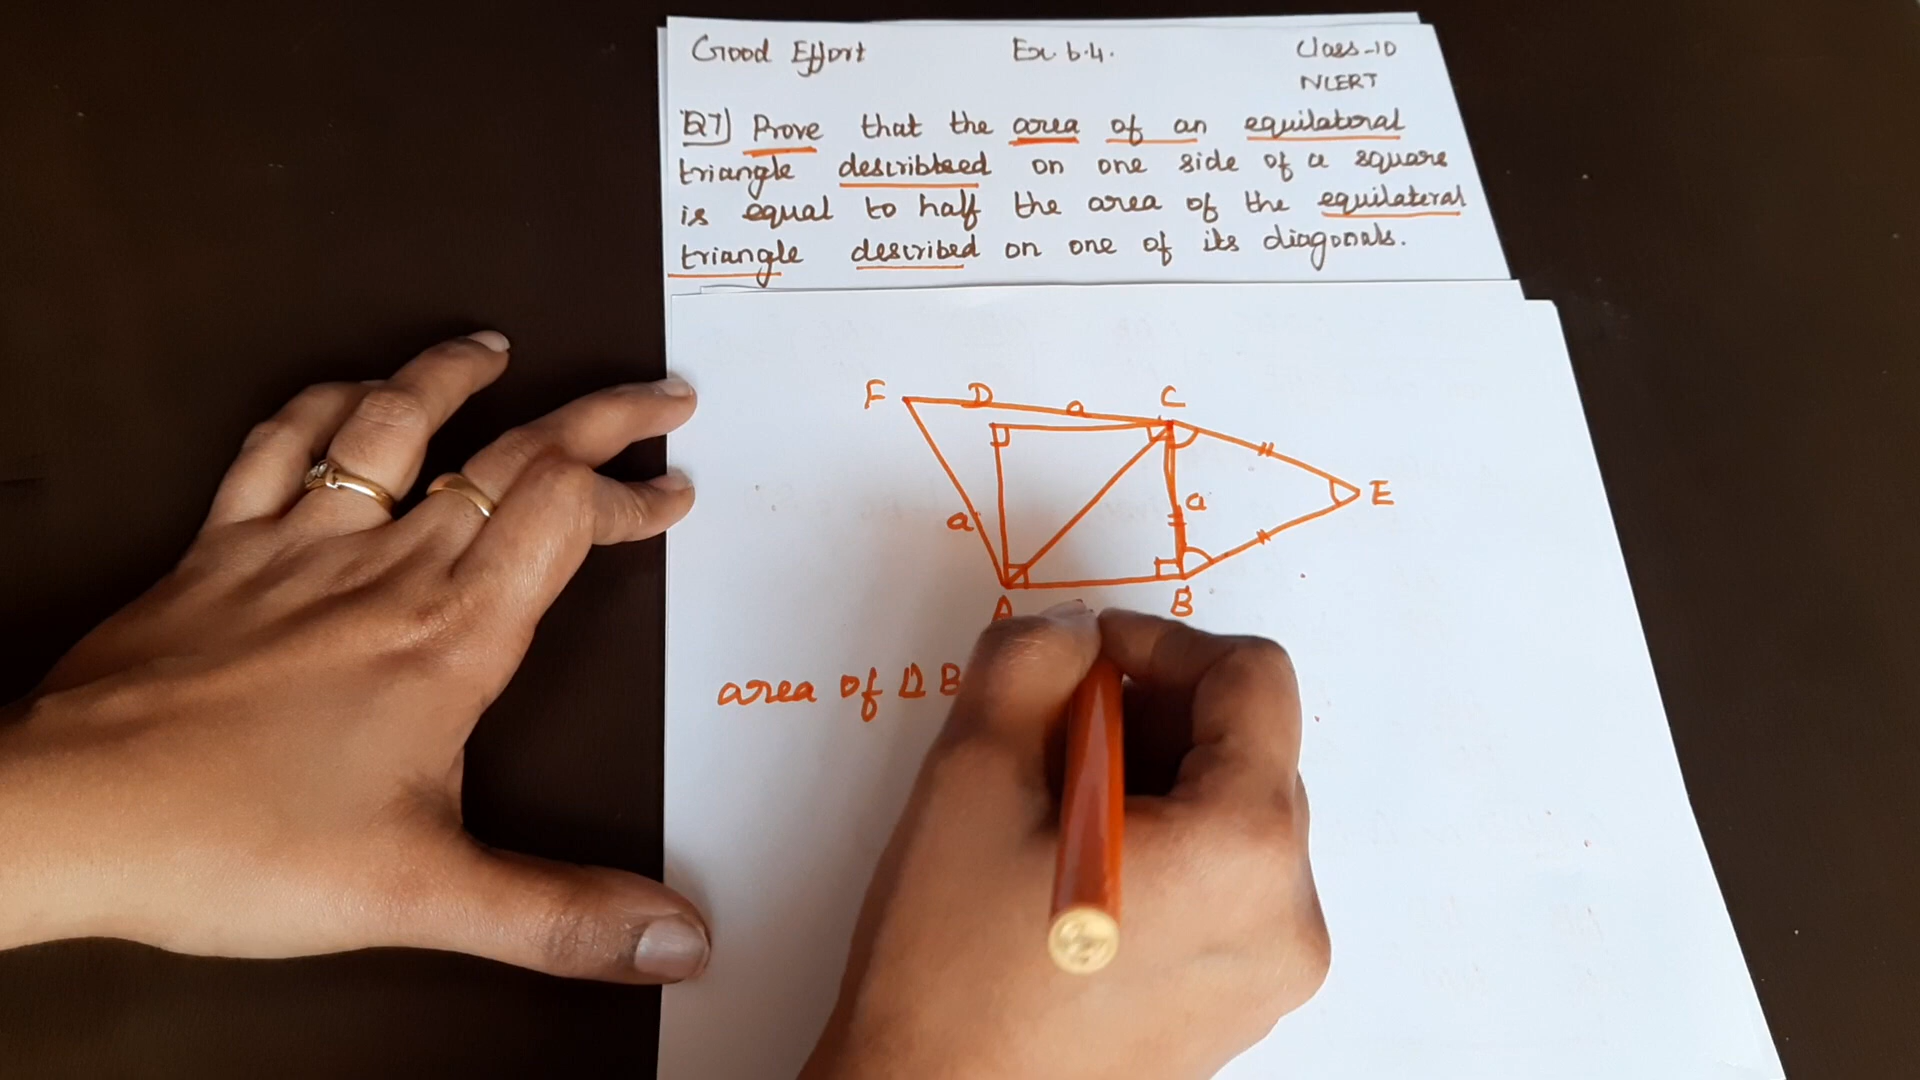 Good Effort Ex. 6.4. Class-10
NCERT
Q7) Prove that the area of an equilateral
triangle described on one side of a square
is equal to half the area of the equilateral
triangle described on one of its diagonals.
F D a C
a a E
A B
area of Δ B